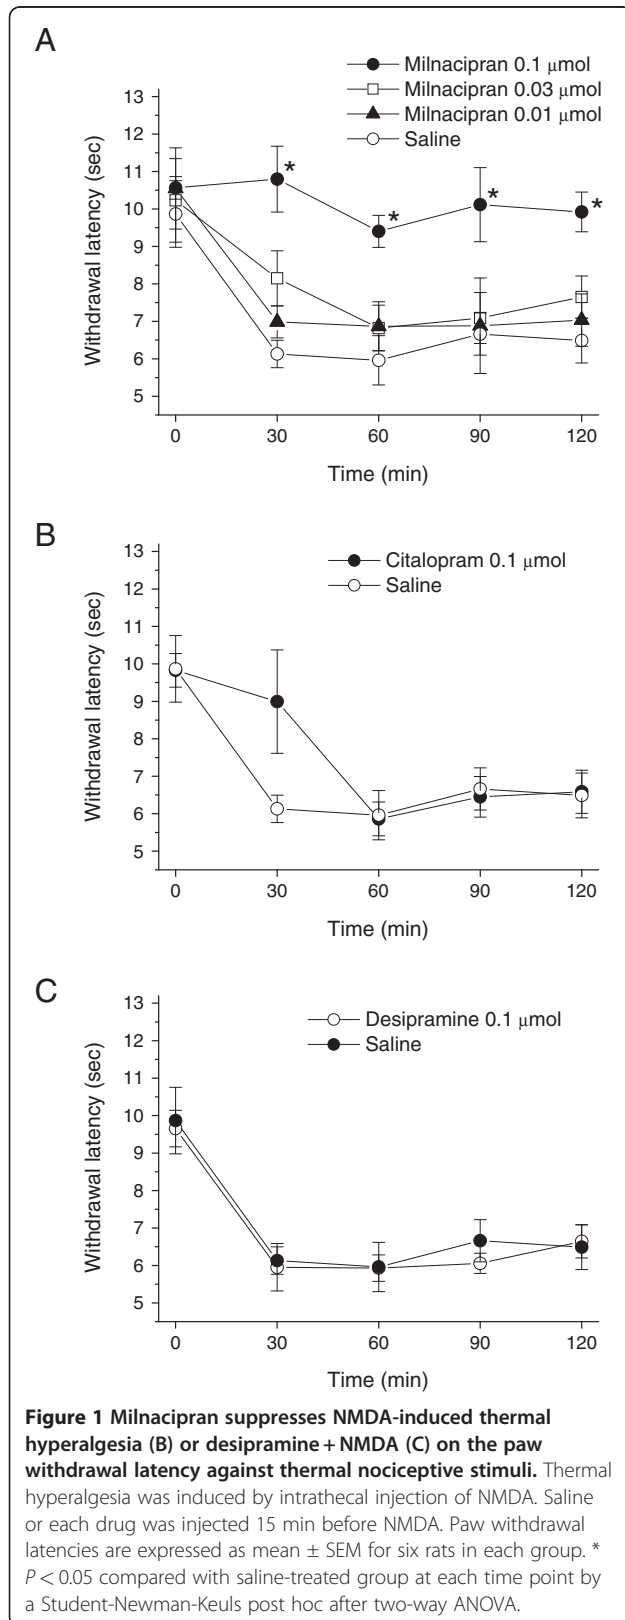 A
Milnacipran 0.1 μmol
Milnacipran 0.03 μmol
Milnacipran 0.01 μmol
Saline
13
12
11
10
9
8
7
6
5
Withdrawal latency (sec)
*
*
*
*
0 30 60 90 120
Time (min)
B
Citalopram 0.1 μmol
Saline
13
12
11
10
9
8
7
6
5
Withdrawal latency (sec)
0 30 60 90 120
Time (min)
C
Desipramine 0.1 μmol
Saline
13
12
11
10
9
8
7
6
5
Withdrawal latency (sec)
0 30 60 90 120
Time (min)
Figure 1 Milnacipran suppresses NMDA-induced thermal
hyperalgesia (B) or desipramine + NMDA (C) on the paw
withdrawal latency against thermal nociceptive stimuli. Thermal
hyperalgesia was induced by intrathecal injection of NMDA. Saline
or each drug was injected 15 min before NMDA. Paw withdrawal
latencies are expressed as mean ± SEM for six rats in each group. *
P < 0.05 compared with saline-treated group at each time point by
a Student-Newman-Keuls post hoc after two-way ANOVA.